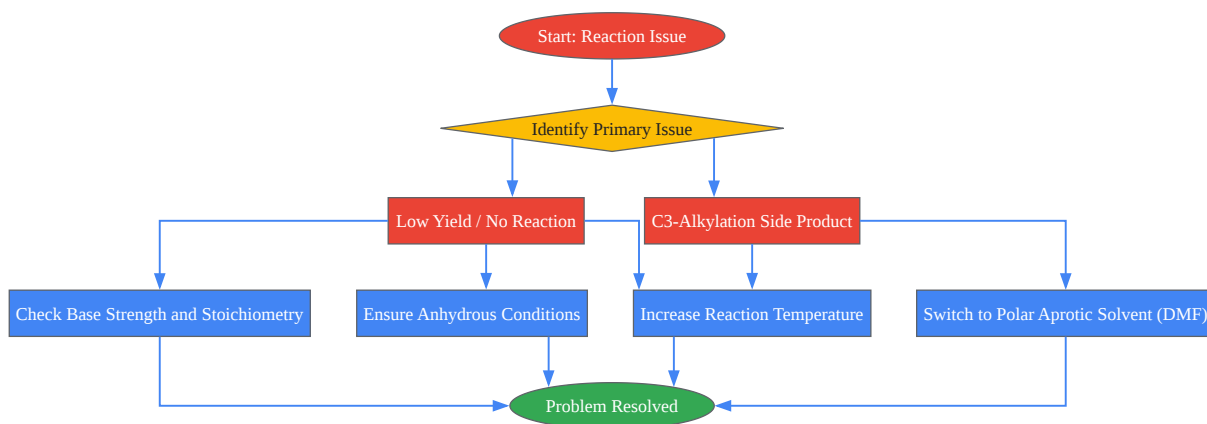 Start: Reaction Issue
Identify Primary Issue
Low Yield / No Reaction
C3-Alkylation Side Product
Check Base Strength and Stoichiometry
Ensure Anhydrous Conditions
Increase Reaction Temperature
Switch to Polar Aprotic Solvent (DMF)
Problem Resolved